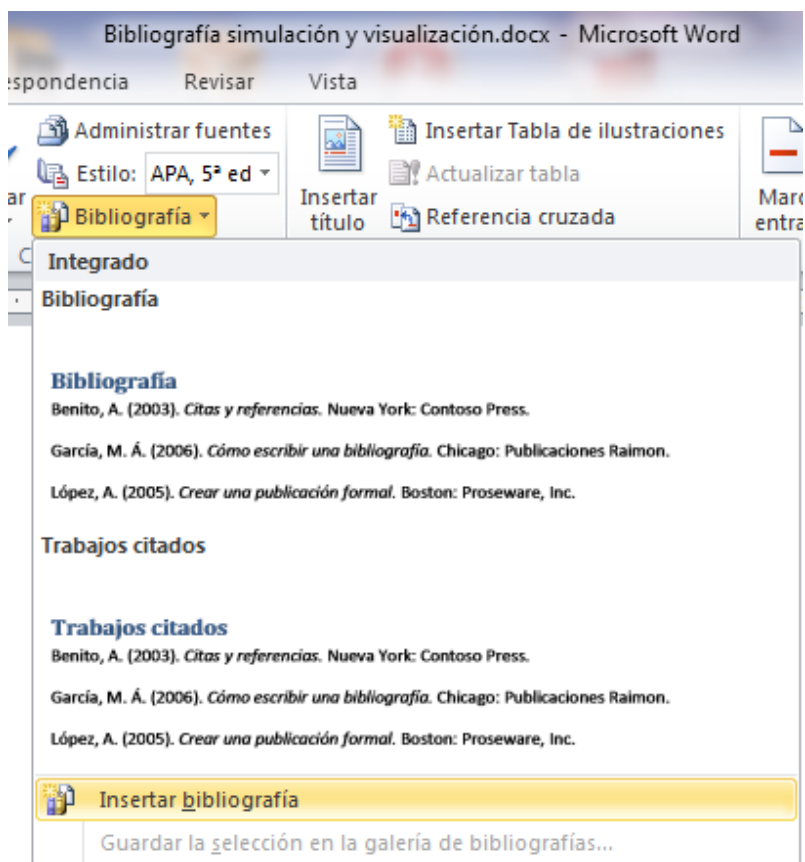 Bibliografía simulación y visualización.docx - Microsoft Word
spondencia Revisar Vista
Administrar fuentes
Estilo: APA, 5ª ed
Bibliografía
ar
Insertar
título
Insertar Tabla de ilustraciones
Actualizar tabla
Referencia cruzada
Marc
entra
C
Integrado
Bibliografía
Bibliografía
Benito, A. (2003). Citas y referencias. Nueva York: Contoso Press.
García, M. Á. (2006). Cómo escribir una bibliografía. Chicago: Publicaciones Raimon.
López, A. (2005). Crear una publicación formal. Boston: Proseware, Inc.
Trabajos citados
Trabajos citados
Benito, A. (2003). Citas y referencias. Nueva York: Contoso Press.
García, M. Á. (2006). Cómo escribir una bibliografía. Chicago: Publicaciones Raimon.
López, A. (2005). Crear una publicación formal. Boston: Proseware, Inc.
Insertar bibliografía
Guardar la selección en la galería de bibliografías...